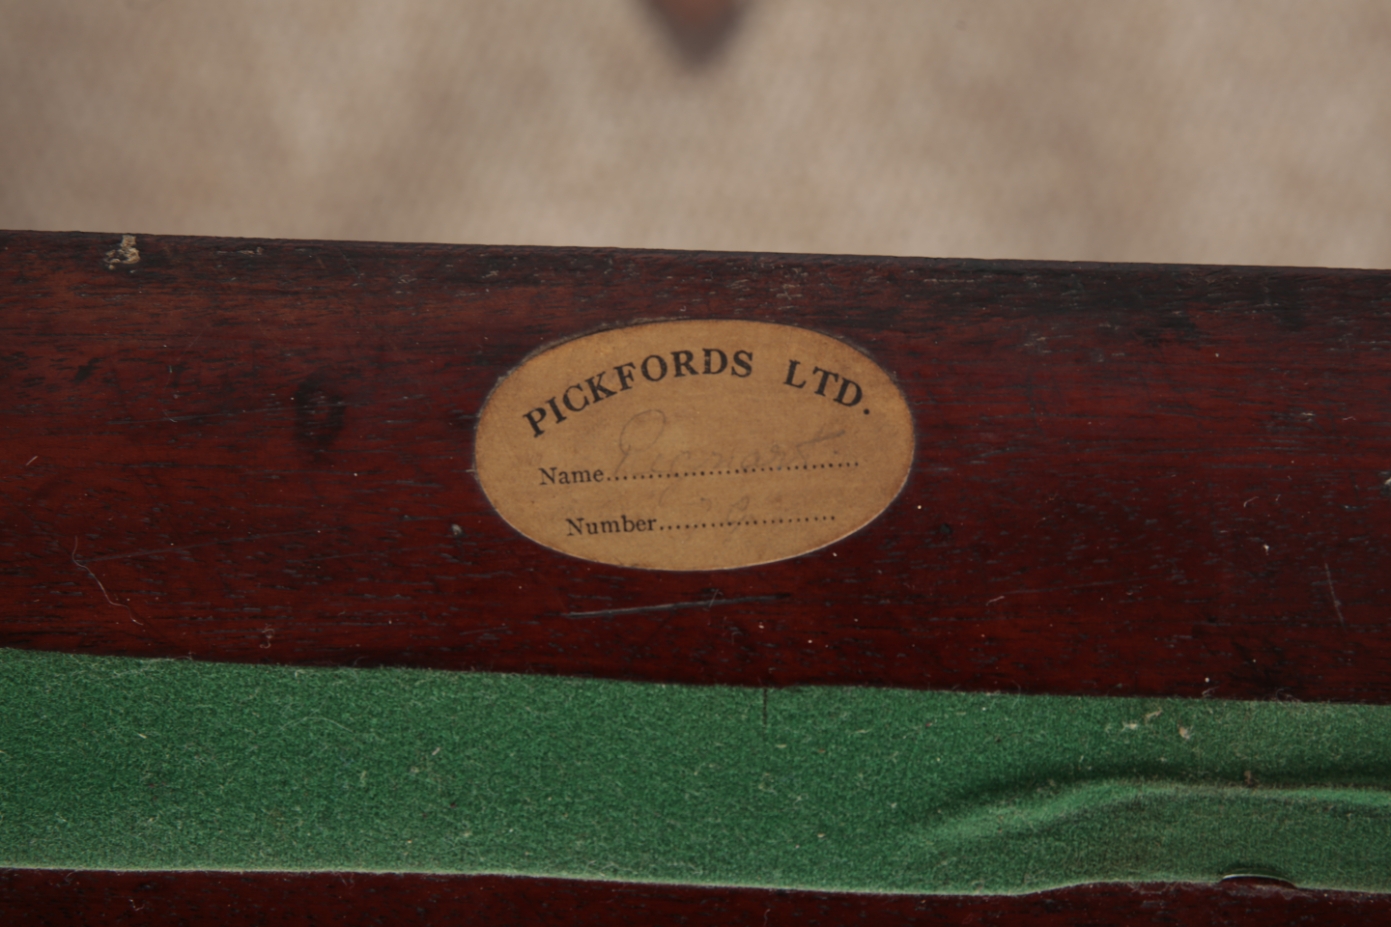 PICKFORDS LTD.
Name..............................
Number.....................